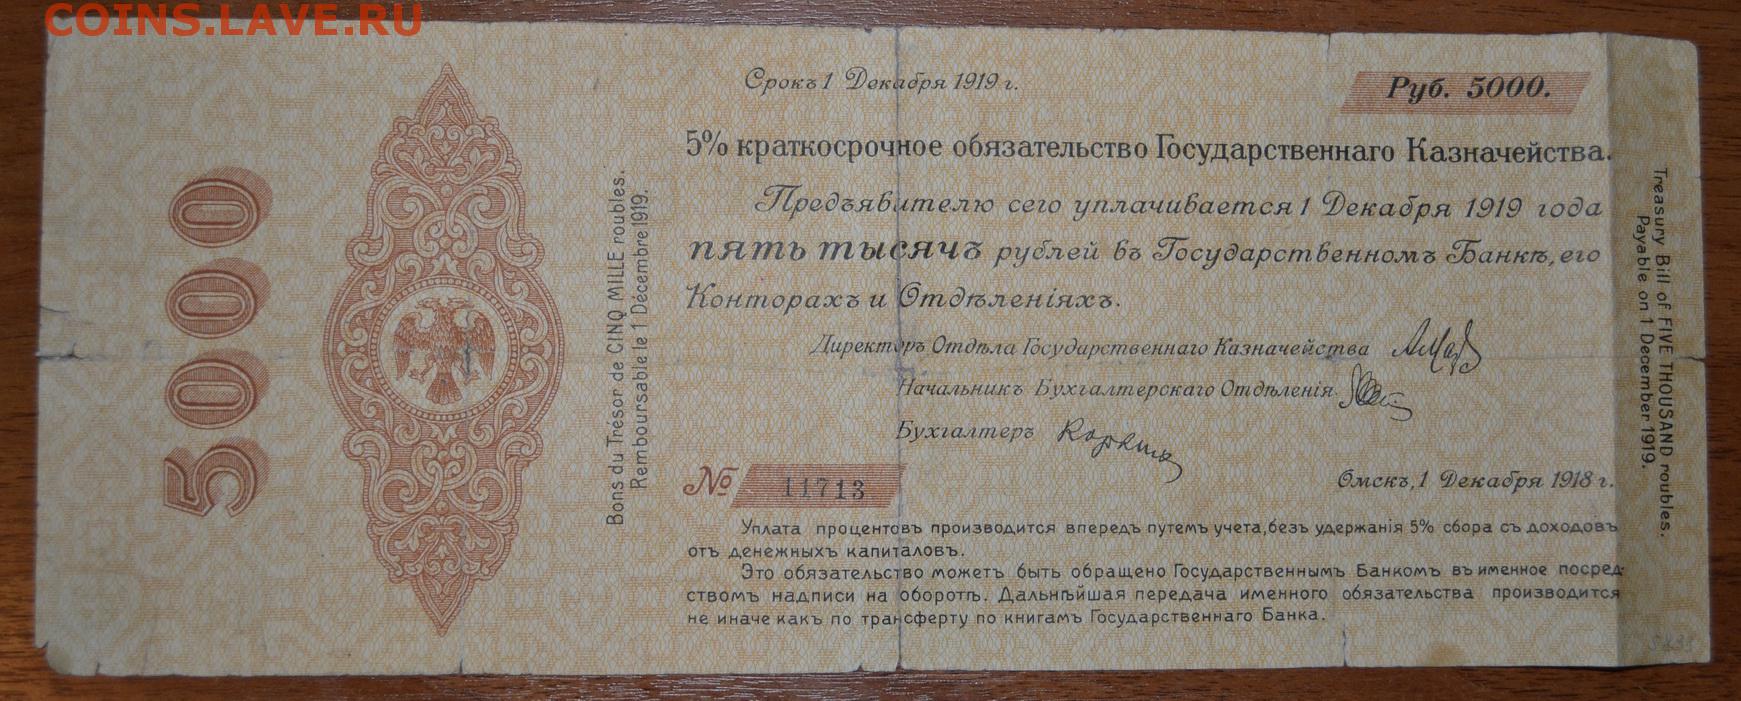 COINS.LAVE.RU
Срокъ 1 Декабря 1919 г.
Руб. 5000.
5% краткосрочное обязательство Государственнаго Казначейства.
Предъявителю сего уплачивается 1 Декабря 1919 года
пять тысячъ рублей въ Государственномъ Банкѣ, его
Конторахъ и Отдѣленіяхъ.
Директоръ Отдѣла Государственнаго Казначейства
Начальникъ Бухгалтерскаго Отдѣленія
Бухгалтеръ
№ 11713
Омскъ, 1 Декабря 1918 г.
Уплата процентовъ производится впередъ путемъ учета, безъ удержанія 5% сбора съ доходовъ
отъ денежныхъ капиталовъ.
Это обязательство можетъ быть обращено Государственнымъ Банкомъ въ именное посред-
ствомъ надписи на оборотѣ. Дальнѣйшая передача именного обязательства производится
не иначе какъ по трансферту по книгамъ Государственнаго Банка.
5000
Bons du Trésor de CINQ MILLE roubles.
Remboursable le 1 Décembre 1919.
Treasury Bill of FIVE THOUSAND roubles.
Payable on 1 December 1919.